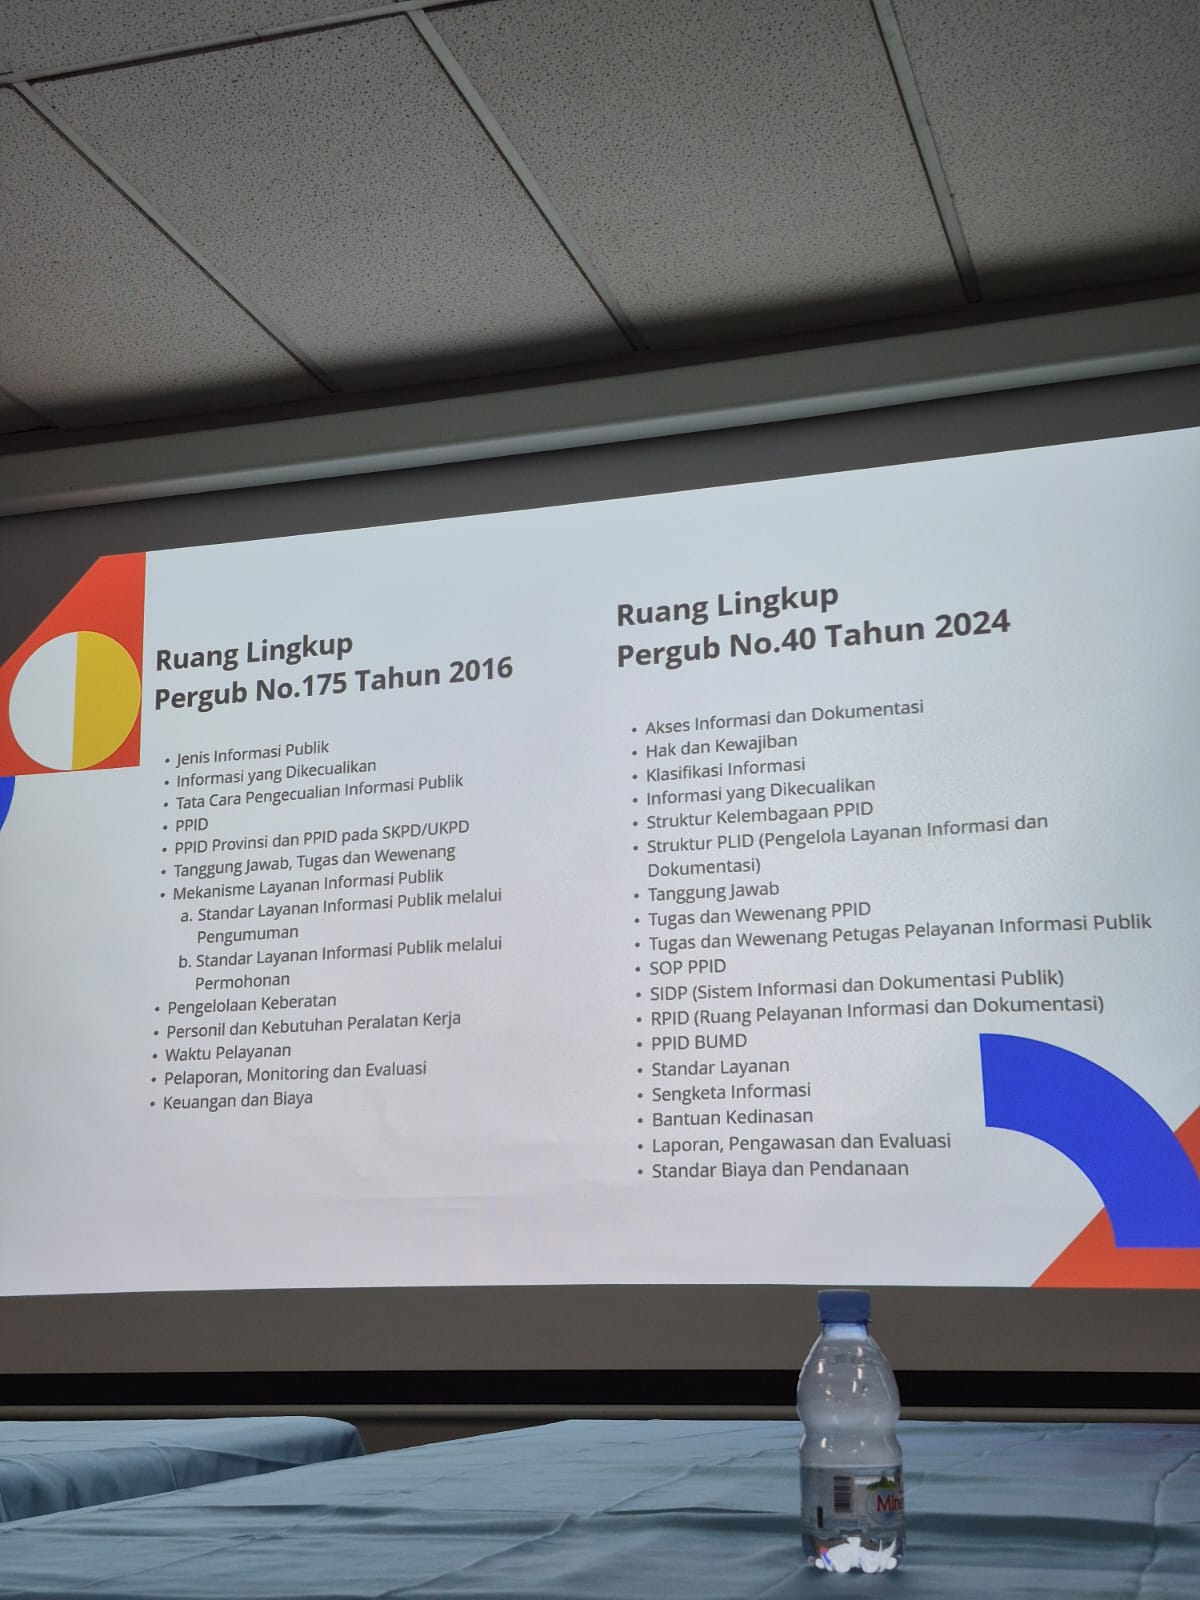 Ruang Lingkup
Pergub No.175 Tahun 2016
• Jenis Informasi Publik
• Informasi yang Dikecualikan
• Tata Cara Pengecualian Informasi Publik
• PPID
• PPID Provinsi dan PPID pada SKPD/UKPD
• Tanggung Jawab, Tugas dan Wewenang
• Mekanisme Layanan Informasi Publik
a. Standar Layanan Informasi Publik melalui
Pengumuman
b. Standar Layanan Informasi Publik melalui
Permohonan
• Pengelolaan Keberatan
• Personil dan Kebutuhan Peralatan Kerja
• Waktu Pelayanan
• Pelaporan, Monitoring dan Evaluasi
• Keuangan dan Biaya
Ruang Lingkup
Pergub No.40 Tahun 2024
• Akses Informasi dan Dokumentasi
• Hak dan Kewajiban
• Klasifikasi Informasi
• Informasi yang Dikecualikan
• Struktur Kelembagaan PPID
• Struktur PLID (Pengelola Layanan Informasi dan
Dokumentasi)
• Tanggung Jawab
• Tugas dan Wewenang PPID
• Tugas dan Wewenang Petugas Pelayanan Informasi Publik
• SOP PPID
• SIDP (Sistem Informasi dan Dokumentasi Publik)
• RPID (Ruang Pelayanan Informasi dan Dokumentasi)
• PPID BUMD
• Standar Layanan
• Sengketa Informasi
• Bantuan Kedinasan
• Laporan, Pengawasan dan Evaluasi
• Standar Biaya dan Pendanaan